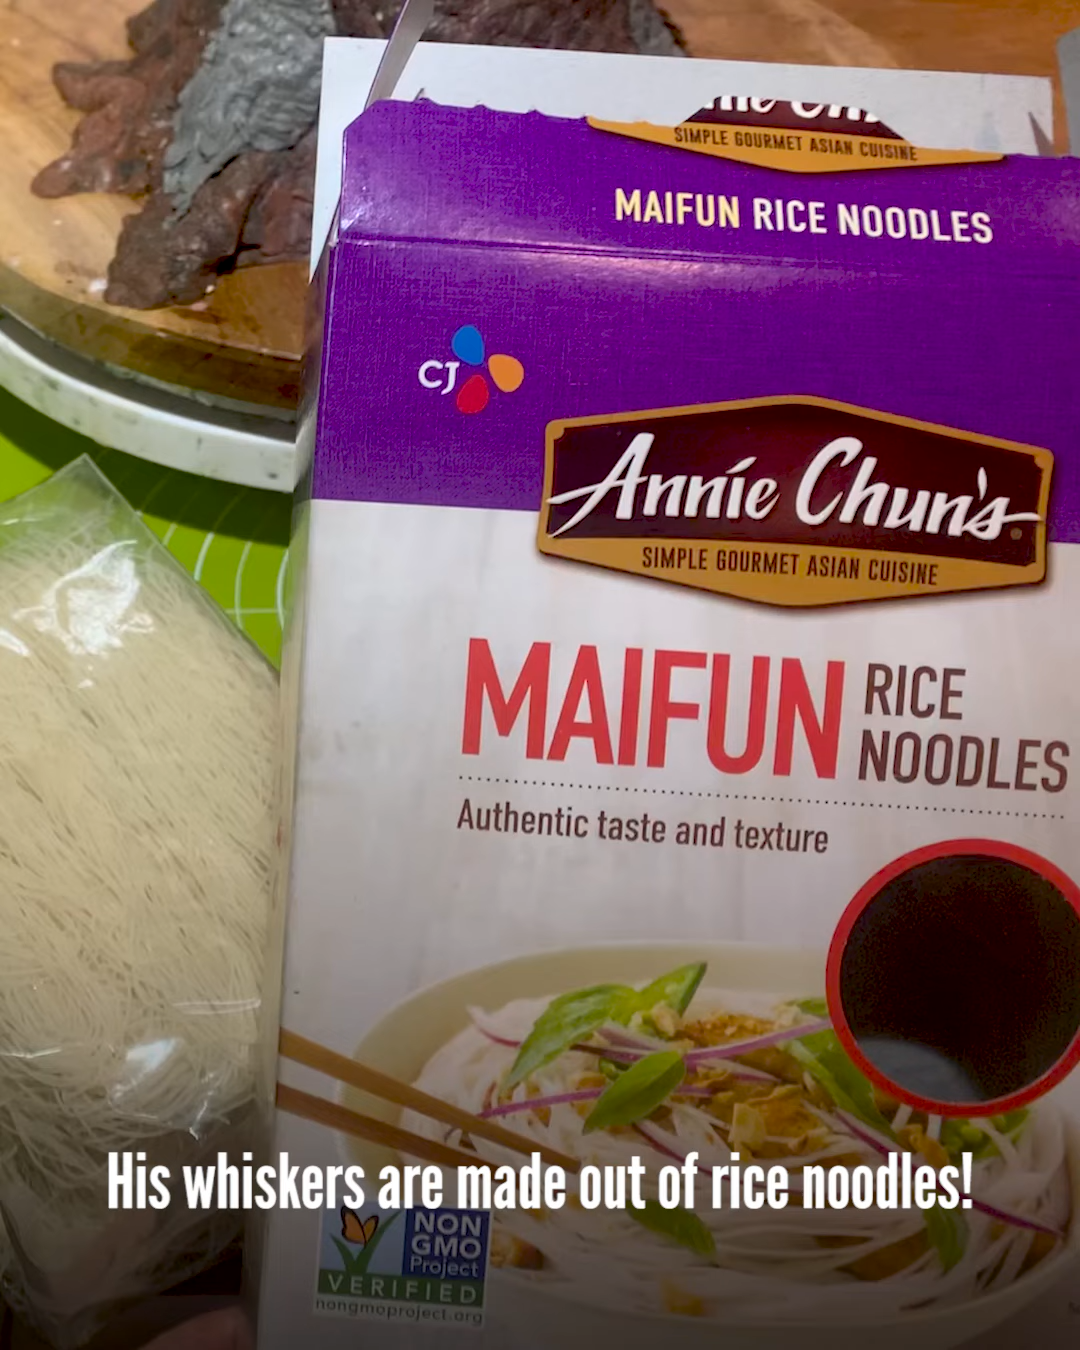 SIMPLE GOURMET ASIAN CUISINE
MAIFUN RICE NOODLES
CJ
Annie Chun's
SIMPLE GOURMET ASIAN CUISINE
MAIFUN RICE
NOODLES
Authentic taste and texture
His whiskers are made out of rice noodles!
NON
GMO
Project
VERIFIED
nongmoproject.org